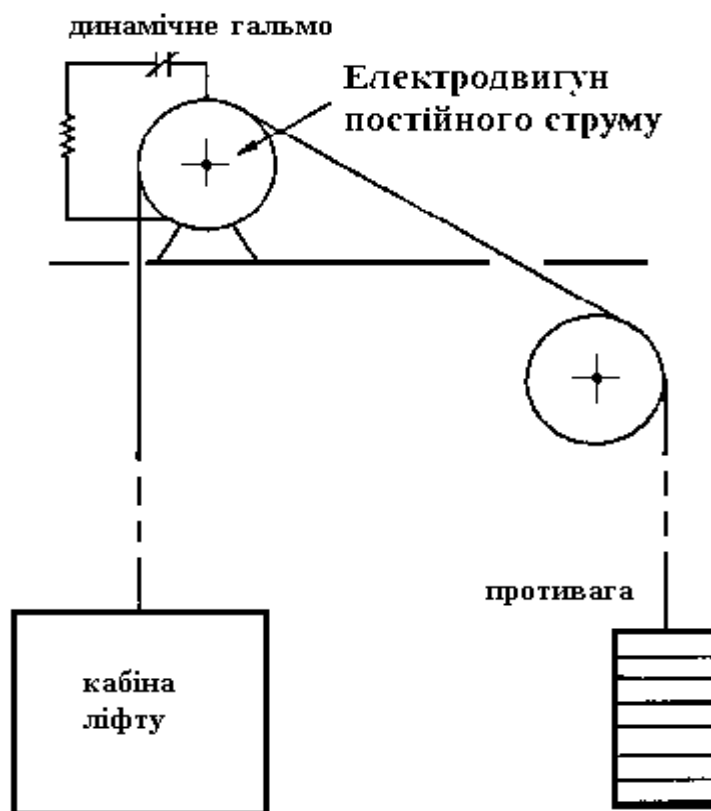 динамічне гальмо
Електродвигун
постійного струму
противага
кабіна
ліфту